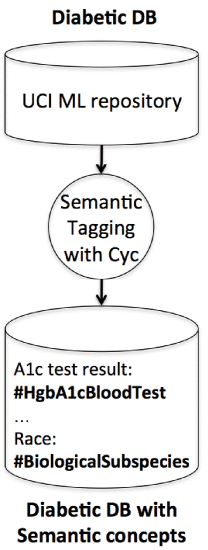 Diabetic DB
UCI ML repository
Semantic
Tagging
with Cyc
A1c test result:
#HgbA1cBloodTest
...
Race:
#BiologicalSubspecies
Diabetic DB with
Semantic concepts